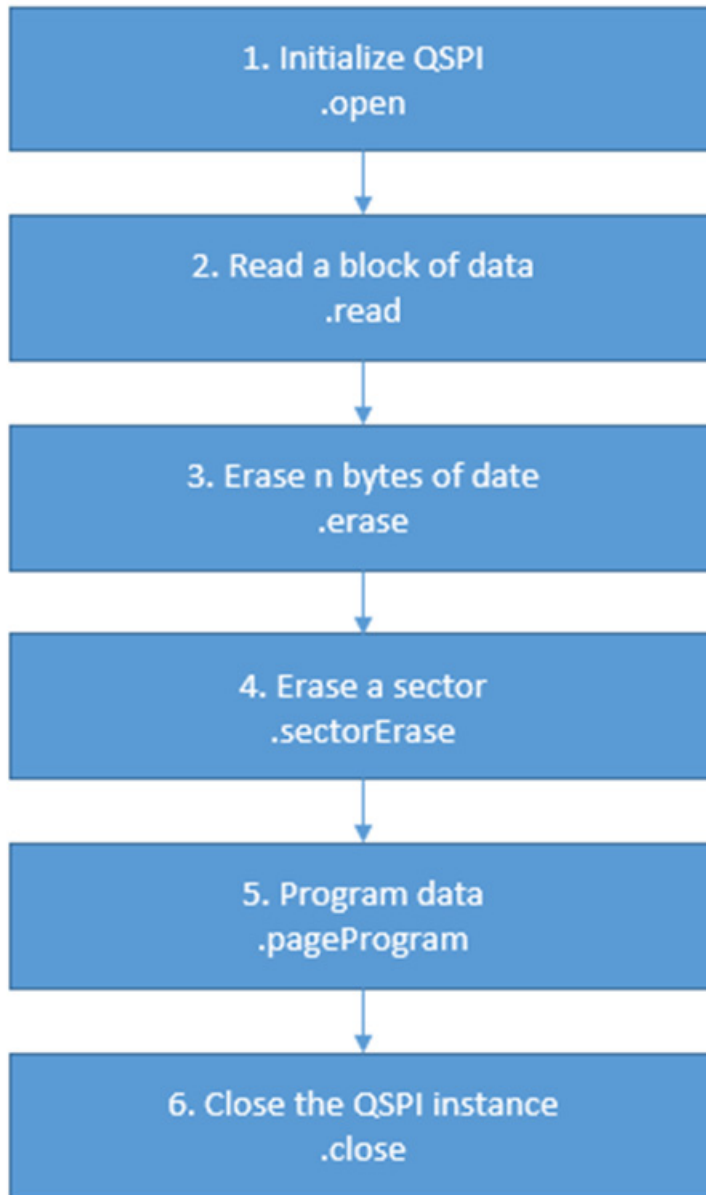 1. Initialize QSPI
.open
2. Read a block of data
.read
3. Erase n bytes of date
.erase
4. Erase a sector
.sectorErase
5. Program data
.pageProgram
6. Close the QSPI instance
.close